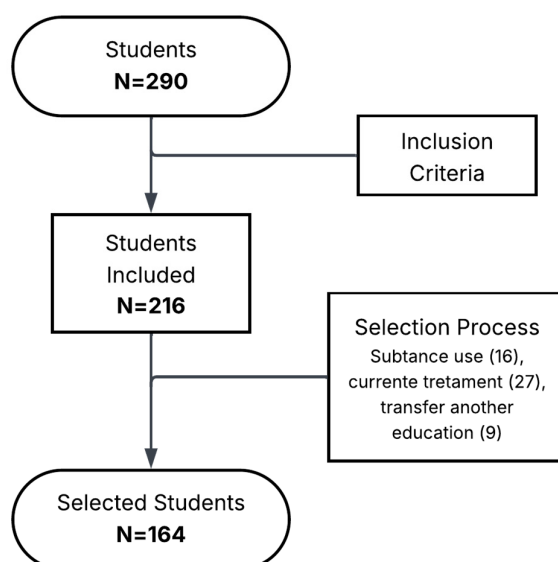 Students
N=290
Inclusion
Criteria
Students
Included
N=216
Selection Process
Subtance use (16),
currente tretament (27),
transfer another
education (9)
Selected Students
N=164